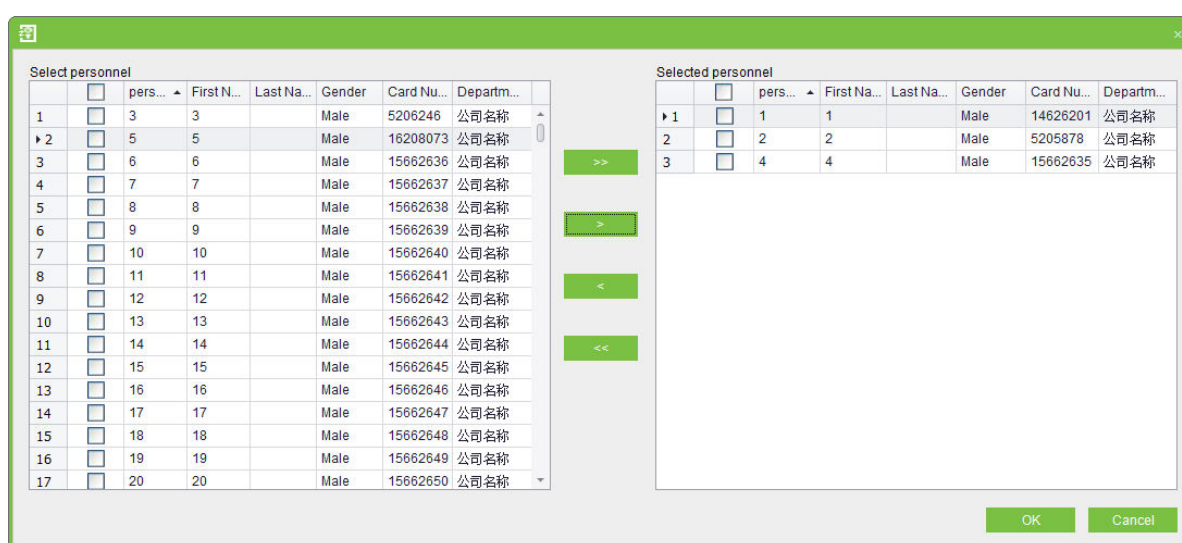 ×
Select personnel
Selected personnel
pers... First N... Last Na... Gender Card Nu... Departm...
1 3 3 Male 5206246 公司名称
2 5 5 Male 16208073 公司名称
3 6 6 Male 15662636 公司名称
4 7 7 Male 15662637 公司名称
5 8 8 Male 15662638 公司名称
6 9 9 Male 15662639 公司名称
7 10 10 Male 15662640 公司名称
8 11 11 Male 15662641 公司名称
9 12 12 Male 15662642 公司名称
10 13 13 Male 15662643 公司名称
11 14 14 Male 15662644 公司名称
12 15 15 Male 15662645 公司名称
13 16 16 Male 15662646 公司名称
14 17 17 Male 15662647 公司名称
15 18 18 Male 15662648 公司名称
16 19 19 Male 15662649 公司名称
17 20 20 Male 15662650 公司名称
>>
>
<
<<
pers... First Na... Last Na... Gender Card Nu... Departm...
1 1 1 Male 14626201 公司名称
2 2 2 Male 5205878 公司名称
3 4 4 Male 15662635 公司名称
OK Cancel